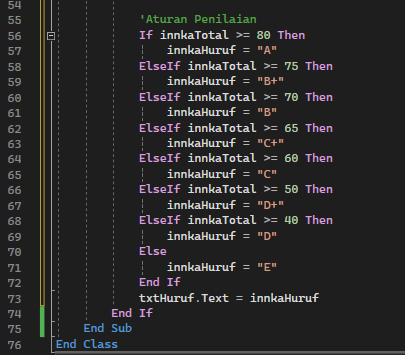 54
55 'Aturan Penilaian
56 If innkaTotal >= 80 Then
57 innkaHuruf = "A"
58 ElseIf innkaTotal >= 75 Then
59 innkaHuruf = "B+"
60 ElseIf innkaTotal >= 70 Then
61 innkaHuruf = "B"
62 ElseIf innkaTotal >= 65 Then
63 innkaHuruf = "C+"
64 ElseIf innkaTotal >= 60 Then
65 innkaHuruf = "C"
66 ElseIf innkaTotal >= 50 Then
67 innkaHuruf = "D+"
68 ElseIf innkaTotal >= 40 Then
69 innkaHuruf = "D"
70 Else
71 innkaHuruf = "E"
72 End If
73 txtHuruf.Text = innkaHuruf
74 End If
75 End Sub
76 End Class